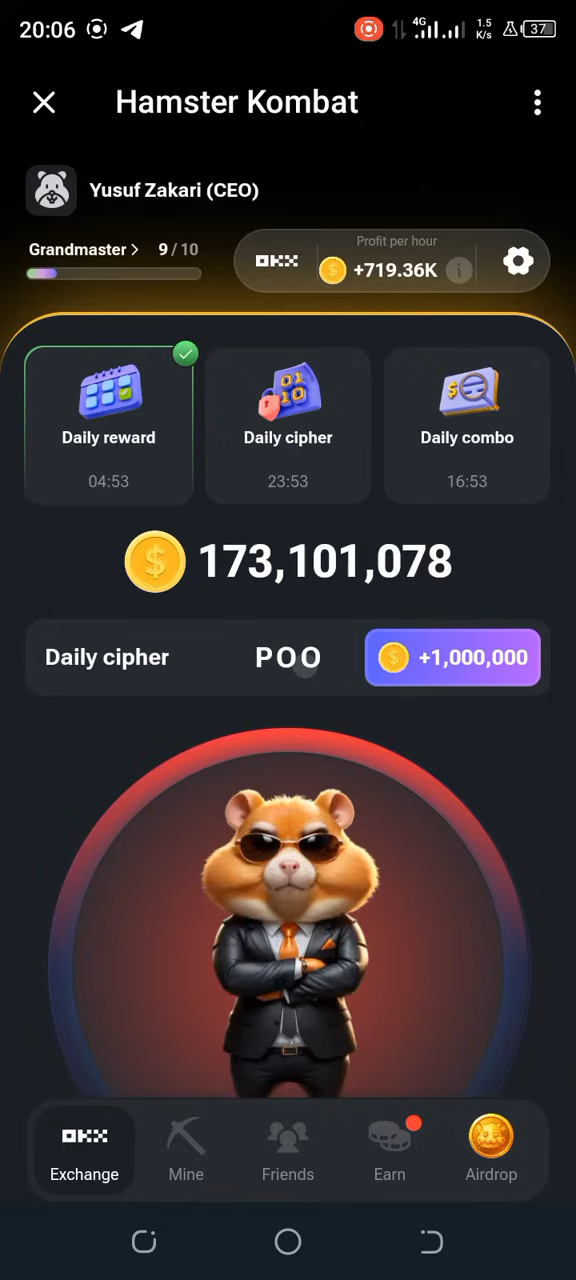 20:06
4G
1.5
K/s
37
Hamster Kombat
Yusuf Zakari (CEO)
Grandmaster > 9 / 10
Profit per hour
OKX
+719.36K
Daily reward
04:53
Daily cipher
23:53
Daily combo
16:53
173,101,078
Daily cipher POO +1,000,000
OKX
Exchange
Mine
Friends
Earn
Airdrop